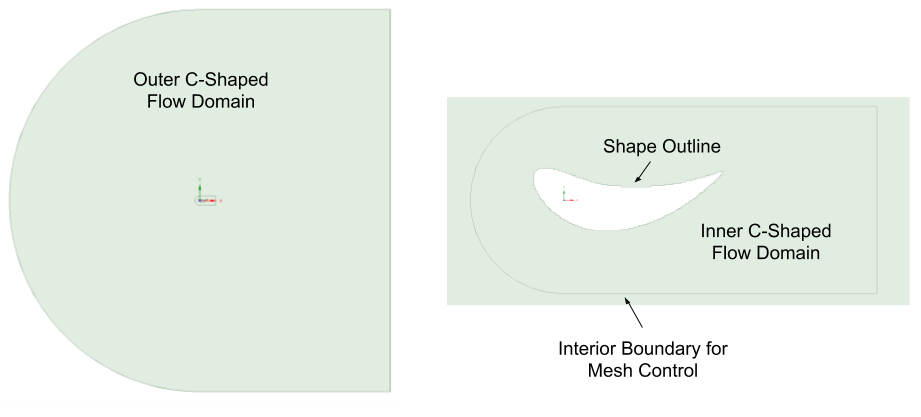 Outer C-Shaped
Flow Domain
Shape Outline
Inner C-Shaped
Flow Domain
Interior Boundary for
Mesh Control